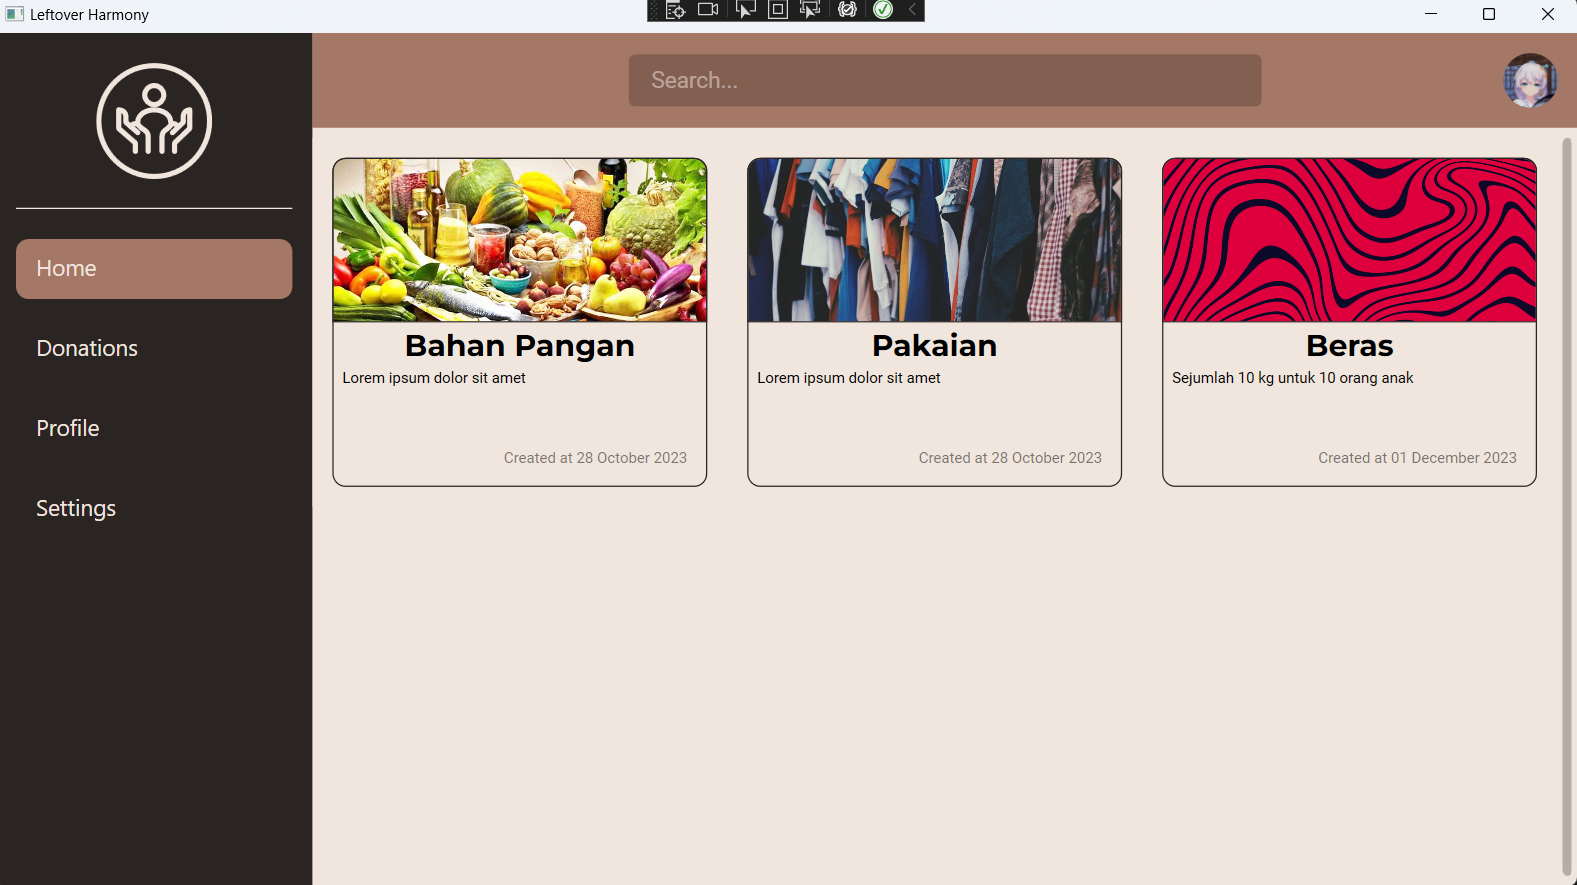 Leftover Harmony
Search...
Home
Donations
Profile
Settings
Bahan Pangan
Lorem ipsum dolor sit amet
Created at 28 October 2023
Pakaian
Lorem ipsum dolor sit amet
Created at 28 October 2023
Beras
Sejumlah 10 kg untuk 10 orang anak
Created at 01 December 2023